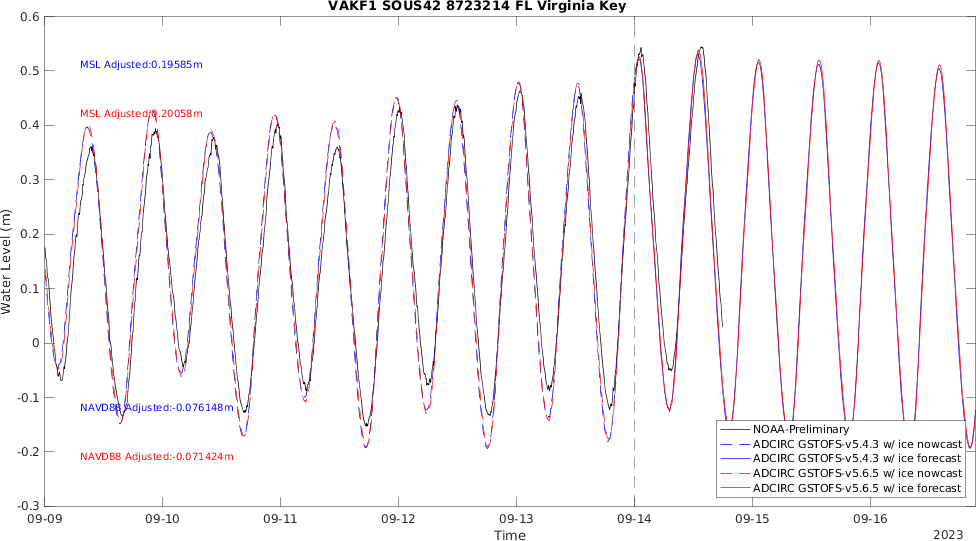 VAKF1 SOUS42 8723214 FL Virginia Key
0.6
0.5
0.4
0.3
0.2
0.1
0
-0.1
-0.2
-0.3
Water Level (m)
MSL Adjusted:0.19585m
MSL Adjusted:0.20058m
NAVD88 Adjusted:-0.076148m
NAVD88 Adjusted:-0.071424m
NOAA-Preliminary
ADCIRC GSTOFS-v5.4.3 w/ ice nowcast
ADCIRC GSTOFS-v5.4.3 w/ ice forecast
ADCIRC GSTOFS-v5.6.5 w/ ice nowcast
ADCIRC GSTOFS-v5.6.5 w/ ice forecast
09-09 09-10 09-11 09-12 09-13 09-14 09-15 09-16
Time
2023